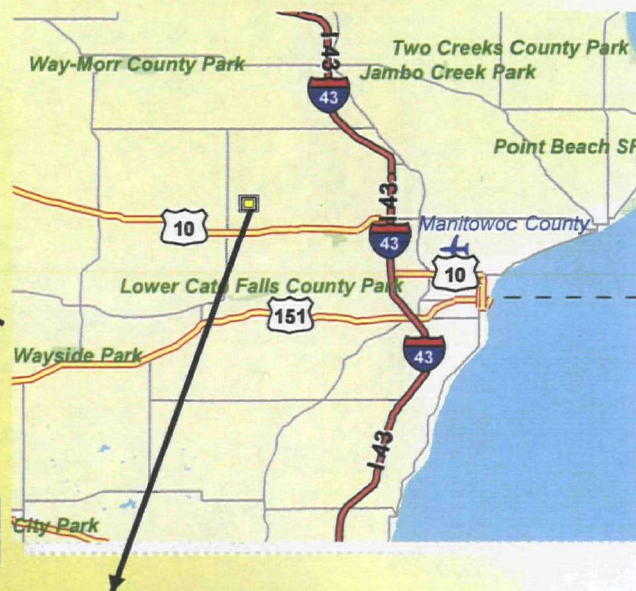 Two Creeks County Park
I-43
Way-Morr County Park
Jambo Creek Park
43
Point Beach SF
I-43
10
Manitowoc County
43
10
Lower Cato Falls County Park
151
Wayside Park
43
I-43
City Park